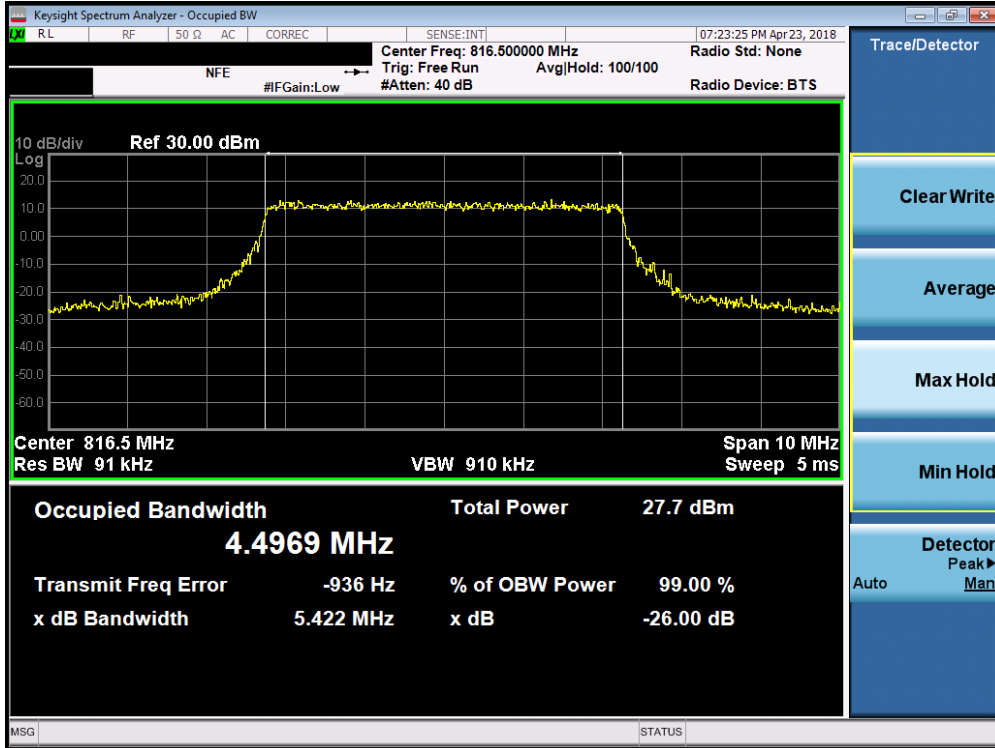 Keysight Spectrum Analyzer - Occupied BW
LXI RL RF 50 Ω AC CORREC SENSE:INT 07:23:25 PM Apr 23, 2018
Center Freq: 816.500000 MHz Radio Std: None
NFE Trig: Free Run Avg|Hold: 100/100
#IFGain:Low #Atten: 40 dB Radio Device: BTS
10 dB/div Ref 30.00 dBm
Log
20.0
10.0
0.00
-10.0
-20.0
-30.0
-40.0
-50.0
-60.0
Center 816.5 MHz Span 10 MHz
Res BW 91 kHz VBW 910 kHz Sweep 5 ms
Occupied Bandwidth Total Power 27.7 dBm
4.4969 MHz
Transmit Freq Error -936 Hz % of OBW Power 99.00 %
x dB Bandwidth 5.422 MHz x dB -26.00 dB
MSG STATUS
Trace/Detector
Clear Write
Average
Max Hold
Min Hold
Detector
Peak▶
Auto Man